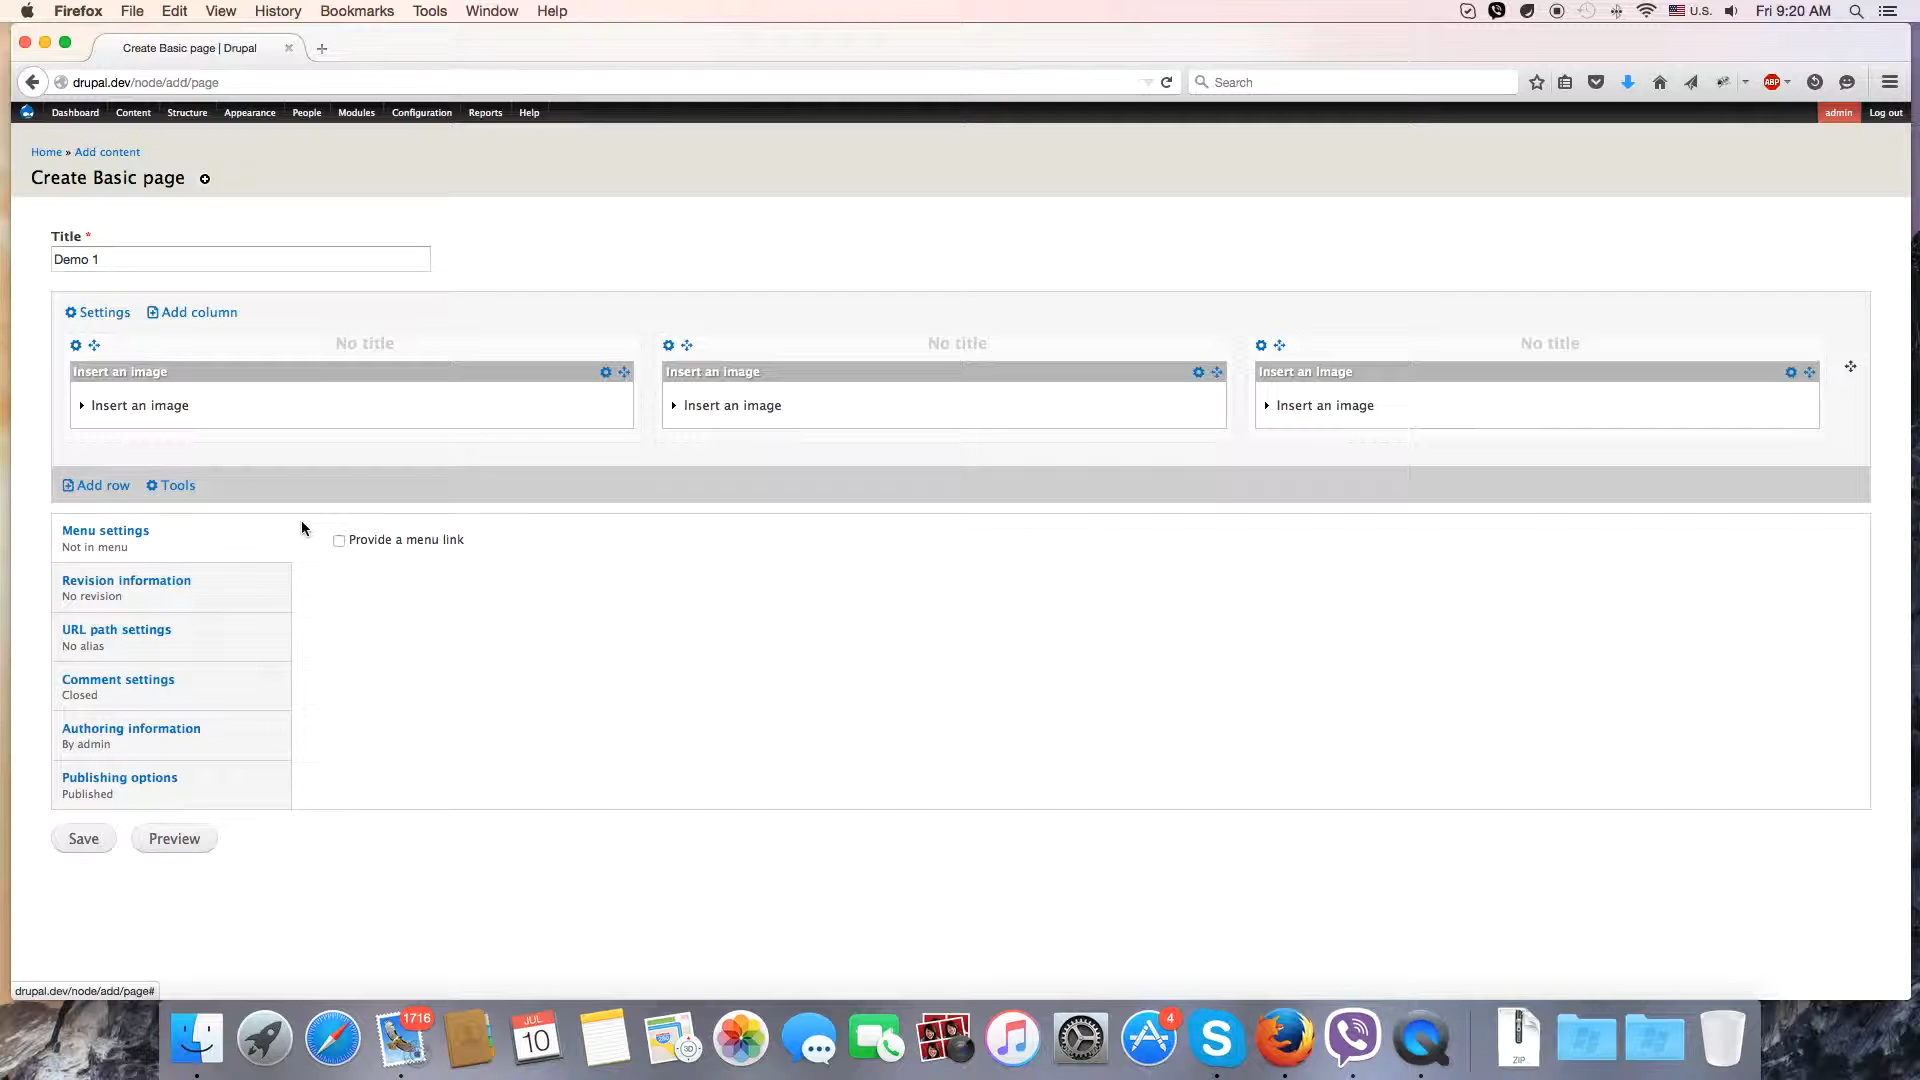 Firefox File Edit View History Bookmarks Tools Window Help U.S. Fri 9:20 AM
Create Basic page | Drupal
drupal.dev/node/add/page Search ABP
Dashboard Content Structure Appearance People Modules Configuration Reports Help admin Log out
Home » Add content
Create Basic page
Title *
Demo 1
Settings Add column
No title No title No title
Insert an image Insert an image Insert an image
Insert an image Insert an image Insert an image
Add row Tools
Menu settings
Not in menu
Provide a menu link
Revision information
No revision
URL path settings
No alias
Comment settings
Closed
Authoring information
By admin
Publishing options
Published
Save Preview
drupal.dev/node/add/page#
1716
JUL
10
3D
4
ZIP